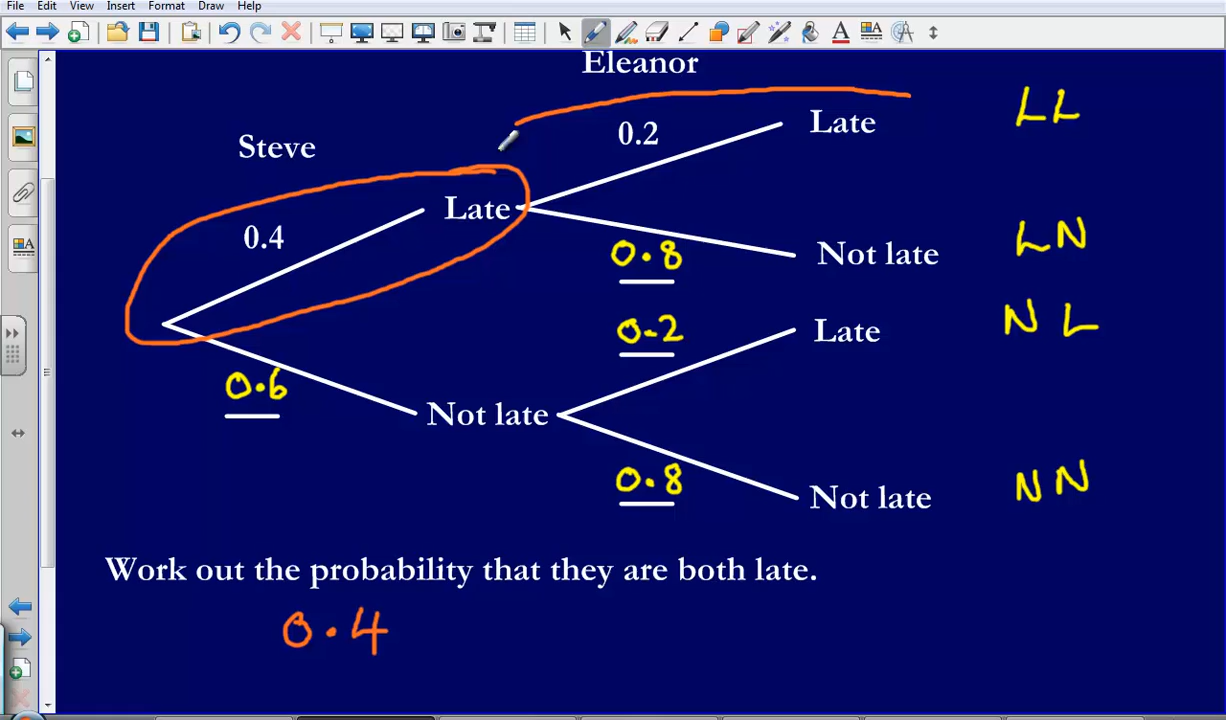 File Edit View Insert Format Draw Help
Eleanor
Steve
0.2 Late LL
0.4 Late
0.8 Not late LN
0.2 Late NL
0.6 Not late
0.8 Not late NN
Work out the probability that they are both late.
0.4